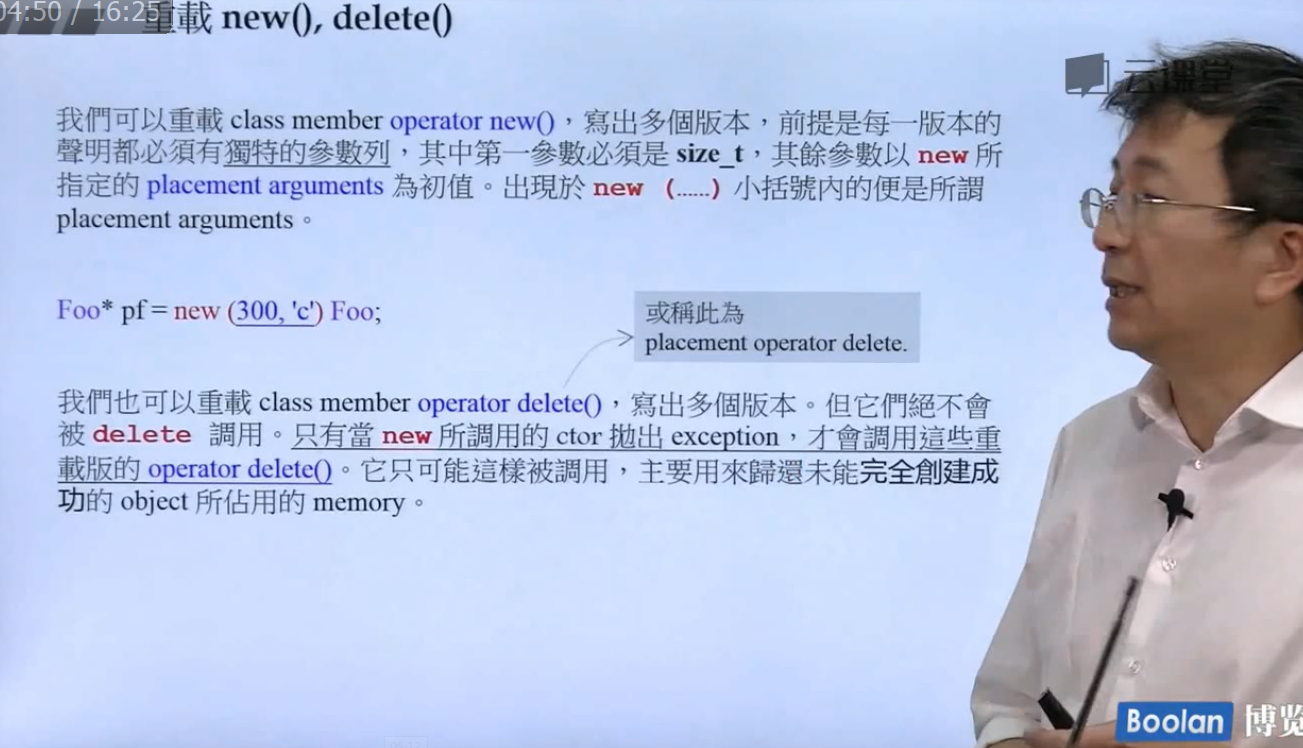 04:50 / 16:25
重載 new(), delete()
云课堂
我們可以重載 class member operator new()，寫出多個版本，前提是每一版本的
聲明都必須有獨特的參數列，其中第一參數必須是 size_t，其餘參數以 new 所
指定的 placement arguments 為初值。出現於 new (......) 小括號內的便是所謂
placement arguments。
Foo* pf = new (300, 'c') Foo;
或稱此為
placement operator delete.
我們也可以重載 class member operator delete()，寫出多個版本。但它們絕不會
被 delete 調用。只有當 new 所調用的 ctor 拋出 exception，才會調用這些重
載版的 operator delete()。它只可能這樣被調用，主要用來歸還未能完全創建成
功的 object 所佔用的 memory。
Boolan 博览